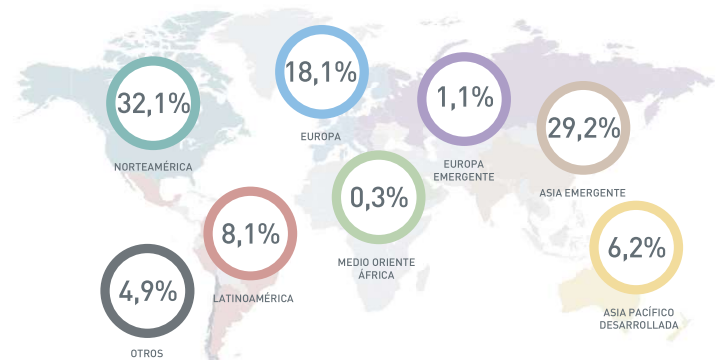 32,1%
NORTEAMÉRICA
18,1%
EUROPA
1,1%
EUROPA
EMERGENTE
29,2%
ASIA EMERGENTE
0,3%
MEDIO ORIENTE
ÁFRICA
8,1%
LATINOAMÉRICA
6,2%
ASIA PACÍFICO
DESARROLLADA
4,9%
OTROS